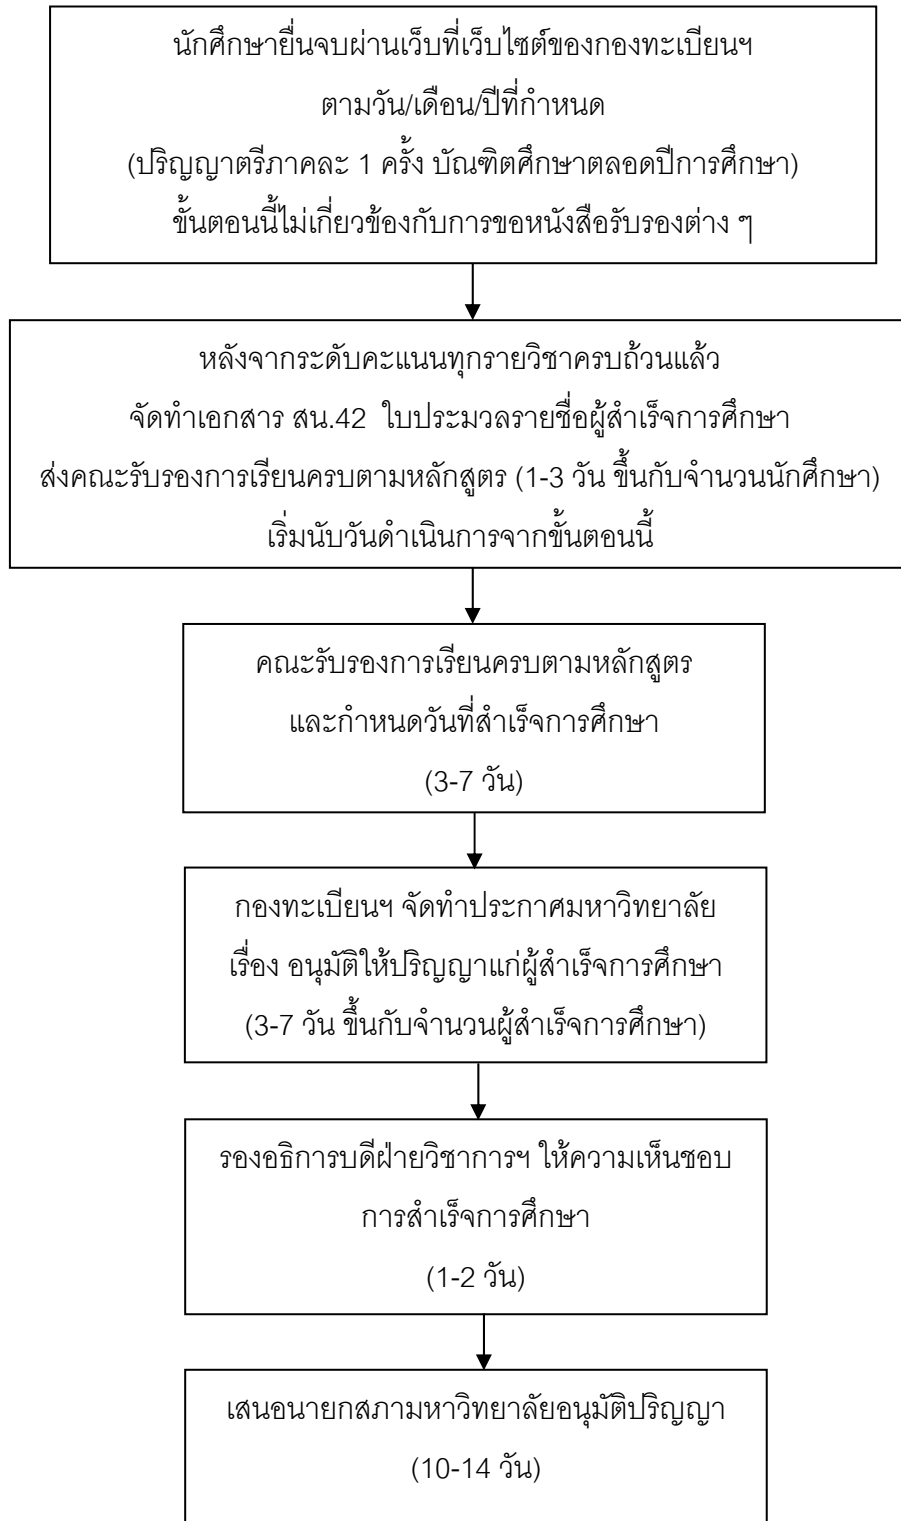 นักศึกษายื่นจบผ่านเว็บที่เว็บไซต์ของกองทะเบียนฯ
ตามวัน/เดือน/ปีที่กำหนด
(ปริญญาตรีภาคละ 1 ครั้ง บัณฑิตศึกษาตลอดปีการศึกษา)
ขั้นตอนนี้ไม่เกี่ยวข้องกับการขอหนังสือรับรองต่าง ๆ
หลังจากระดับคะแนนทุกรายวิชาครบถ้วนแล้ว
จัดทำเอกสาร สน.42 ใบประมวลรายชื่อผู้สำเร็จการศึกษา
ส่งคณะรับรองการเรียนครบตามหลักสูตร (1-3 วัน ขึ้นกับจำนวนนักศึกษา)
เริ่มนับวันดำเนินการจากขั้นตอนนี้
คณะรับรองการเรียนครบตามหลักสูตร
และกำหนดวันที่สำเร็จการศึกษา
(3-7 วัน)
กองทะเบียนฯ จัดทำประกาศมหาวิทยาลัย
เรื่อง อนุมัติให้ปริญญาแก่ผู้สำเร็จการศึกษา
(3-7 วัน ขึ้นกับจำนวนผู้สำเร็จการศึกษา)
รองอธิการบดีฝ่ายวิชาการฯ ให้ความเห็นชอบ
การสำเร็จการศึกษา
(1-2 วัน)
เสนอนายกสภามหาวิทยาลัยอนุมัติปริญญา
(10-14 วัน)